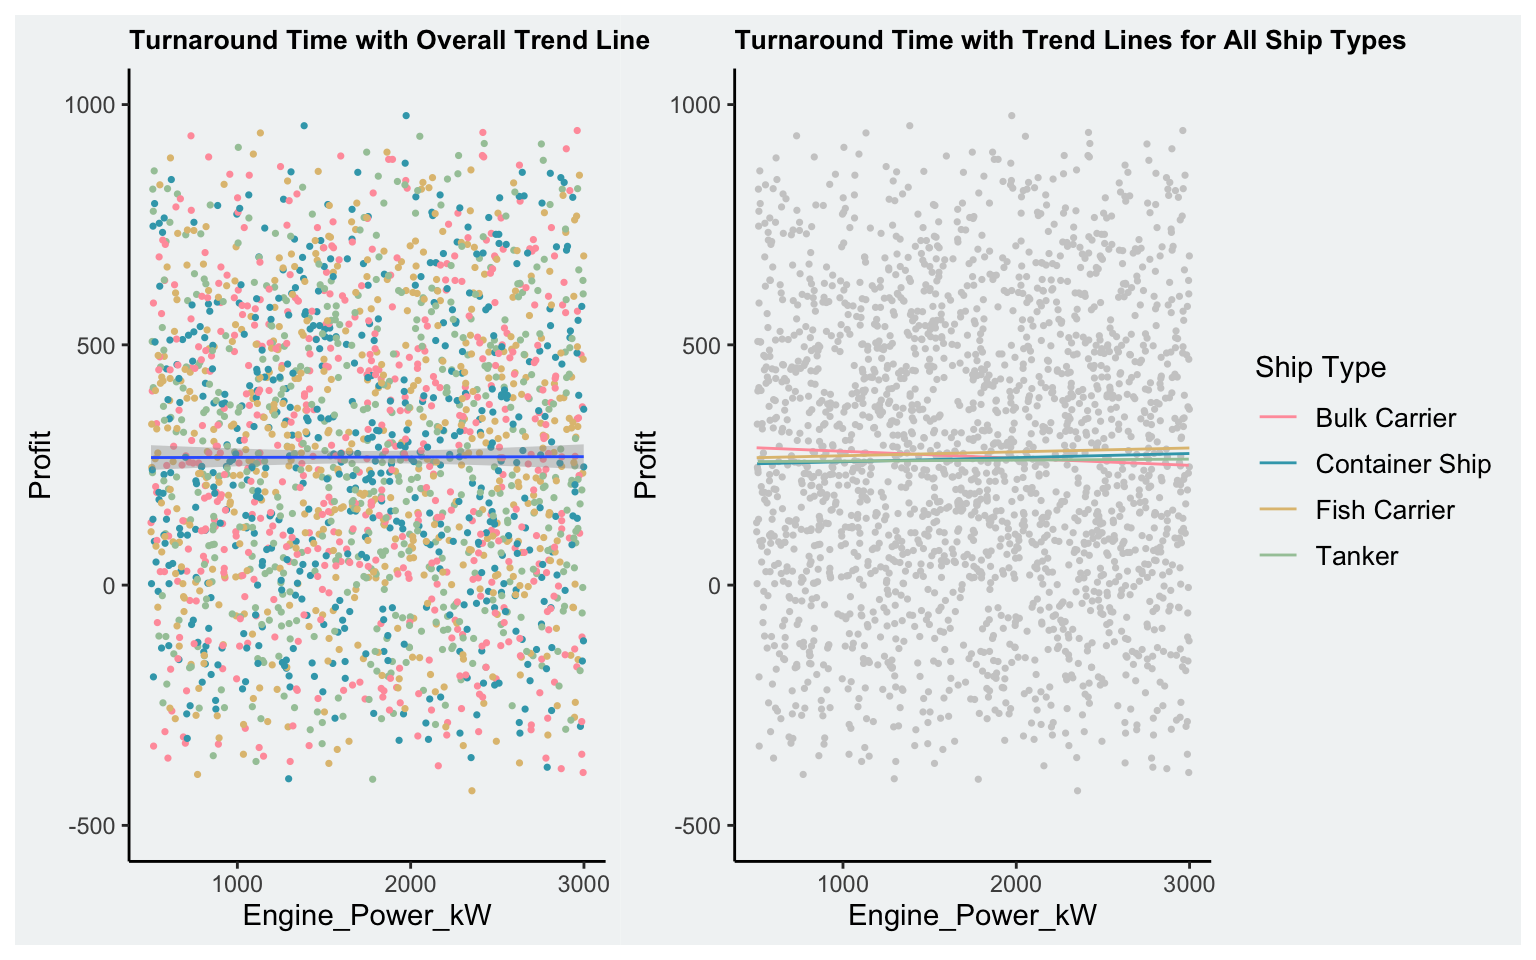 Turnaround Time with Overall Trend Line
1000
500
0
-500
Profit
1000 2000 3000
Engine_Power_kW
Turnaround Time with Trend Lines for All Ship Types
1000
500
0
-500
Profit
1000 2000 3000
Engine_Power_kW
Ship Type
Bulk Carrier
Container Ship
Fish Carrier
Tanker